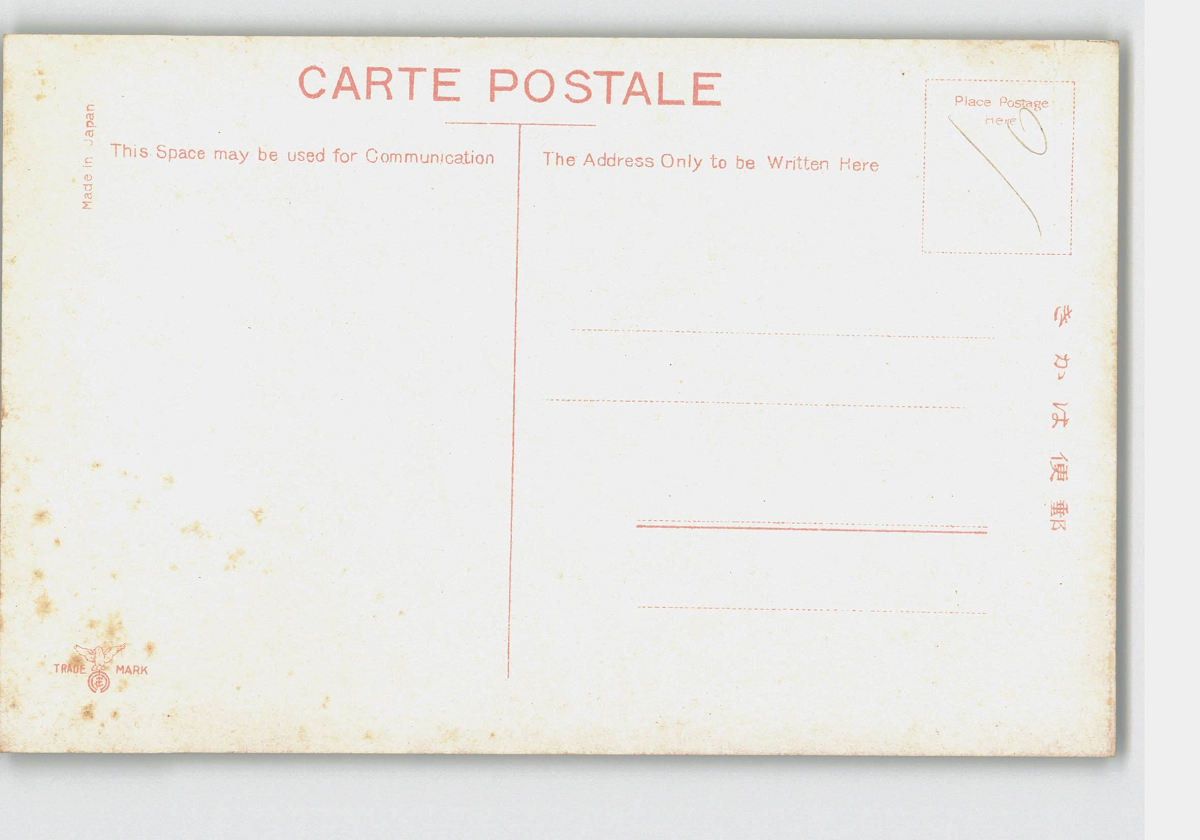 CARTE POSTALE
Made in Japan
This Space may be used for Communication
The Address Only to be Written Here
Place Postage
Here
10
きかは便郵
TRADE MARK